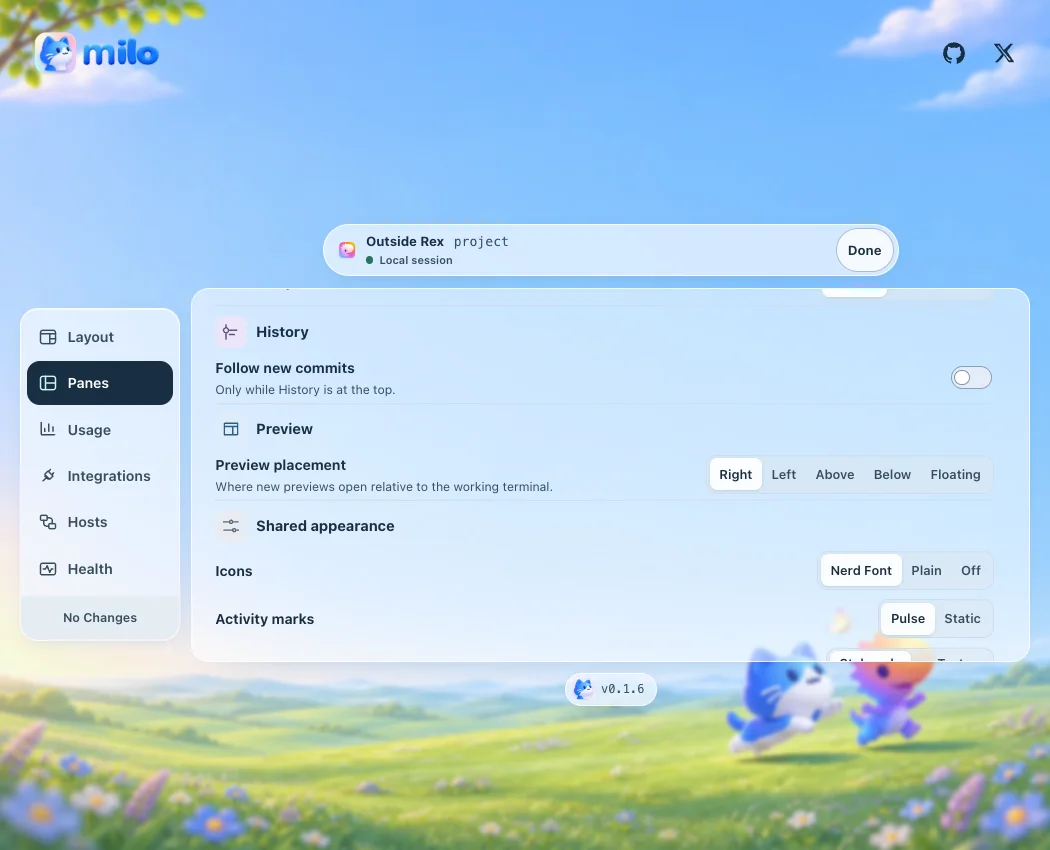 milo
Outside Rex project
Local session
Done
Layout
Panes
Usage
Integrations
Hosts
Health
No Changes
History
Follow new commits
Only while History is at the top.
Preview
Preview placement
Where new previews open relative to the working terminal.
Right Left Above Below Floating
Shared appearance
Icons
Nerd Font Plain Off
Activity marks
Pulse Static
v0.1.6